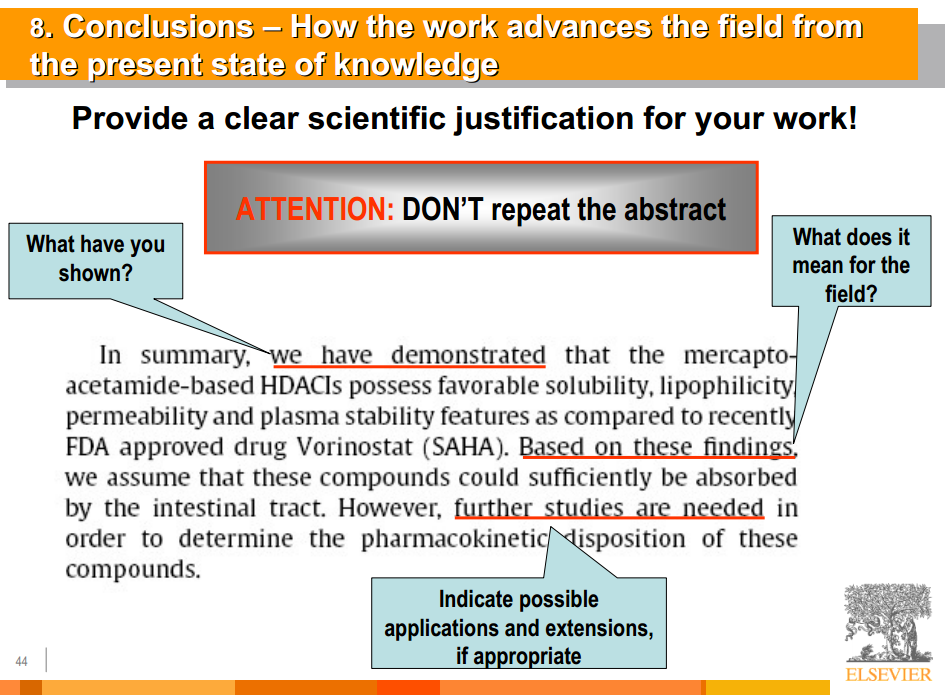 8. Conclusions – How the work advances the field from
the present state of knowledge
Provide a clear scientific justification for your work!
ATTENTION: DON'T repeat the abstract
What have you
shown?
What does it
mean for the
field?
In summary, we have demonstrated that the mercapto-
acetamide-based HDACIs possess favorable solubility, lipophilicity,
permeability and plasma stability features as compared to recently
FDA approved drug Vorinostat (SAHA). Based on these findings,
we assume that these compounds could sufficiently be absorbed
by the intestinal tract. However, further studies are needed in
order to determine the pharmacokinetic disposition of these
compounds.
Indicate possible
applications and extensions,
if appropriate
44
ELSEVIER